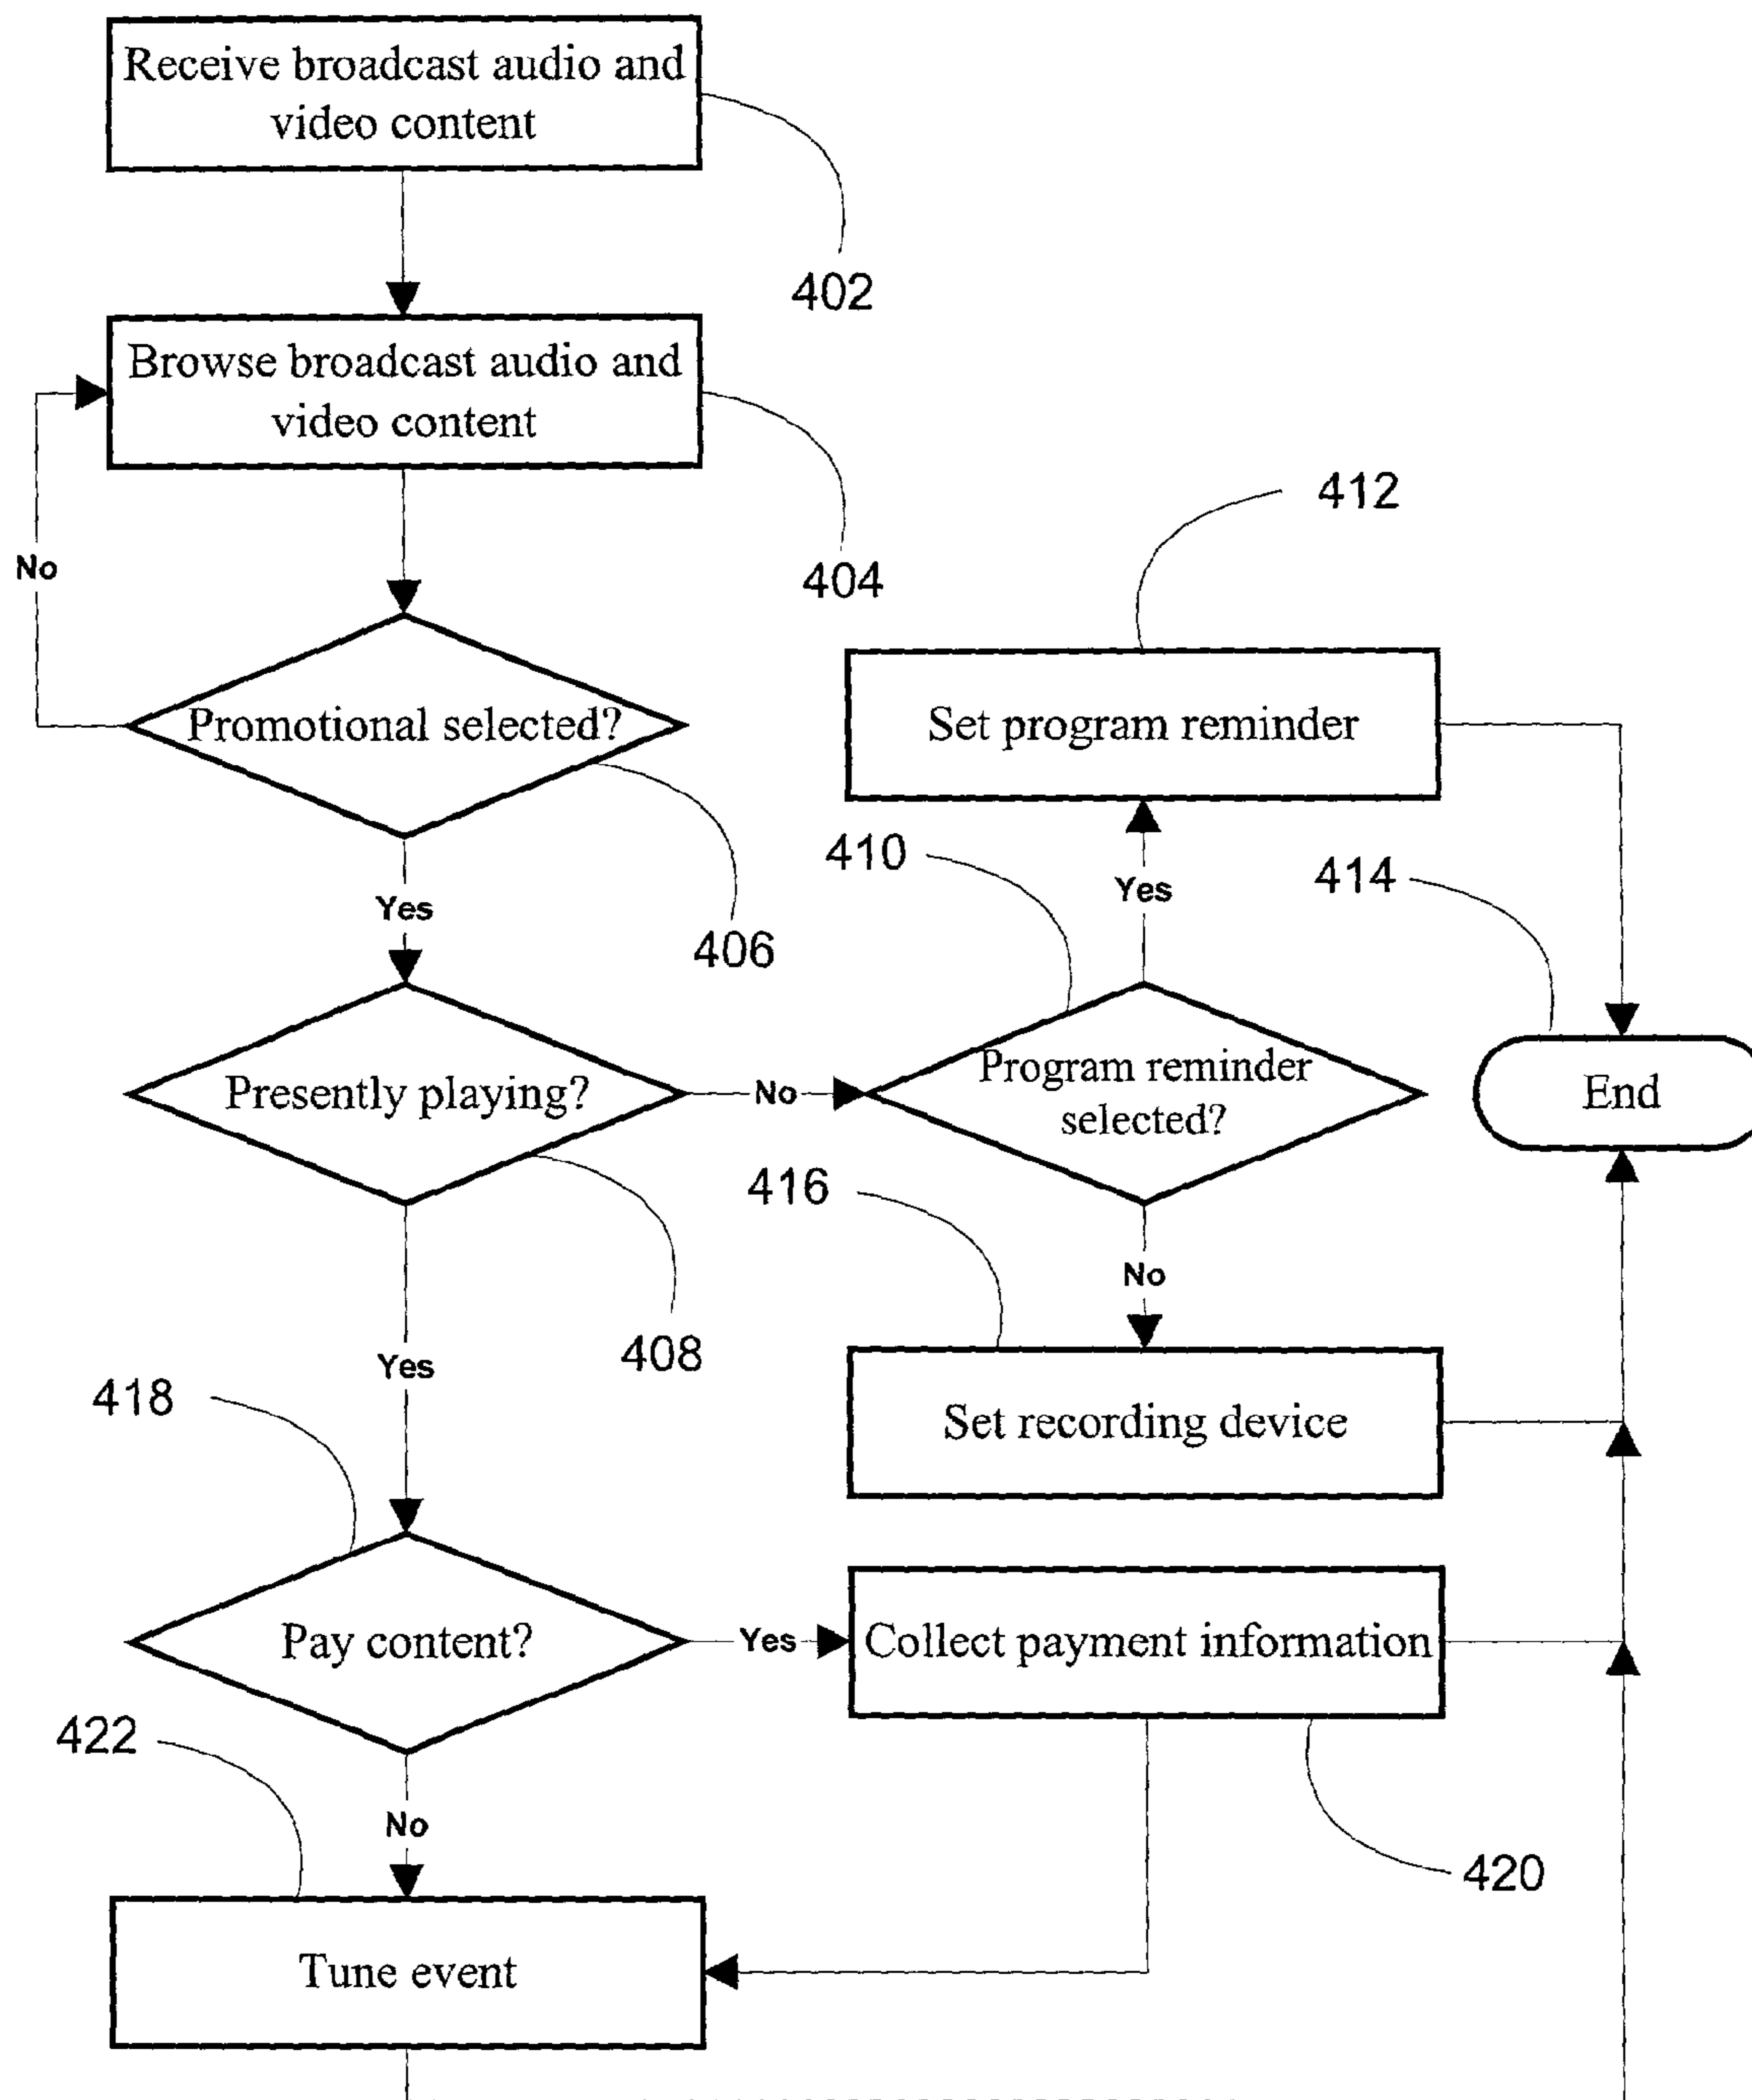 Receive broadcast audio and
video content
402
Browse broadcast audio and
video content
404
No
412
Promotional selected?
Set program reminder
410
Yes
414
Yes
406
Presently playing?
No
Program reminder
selected?
End
416
No
408
Yes
418
Set recording device
Pay content?
Yes
Collect payment information
422
No
420
Tune event